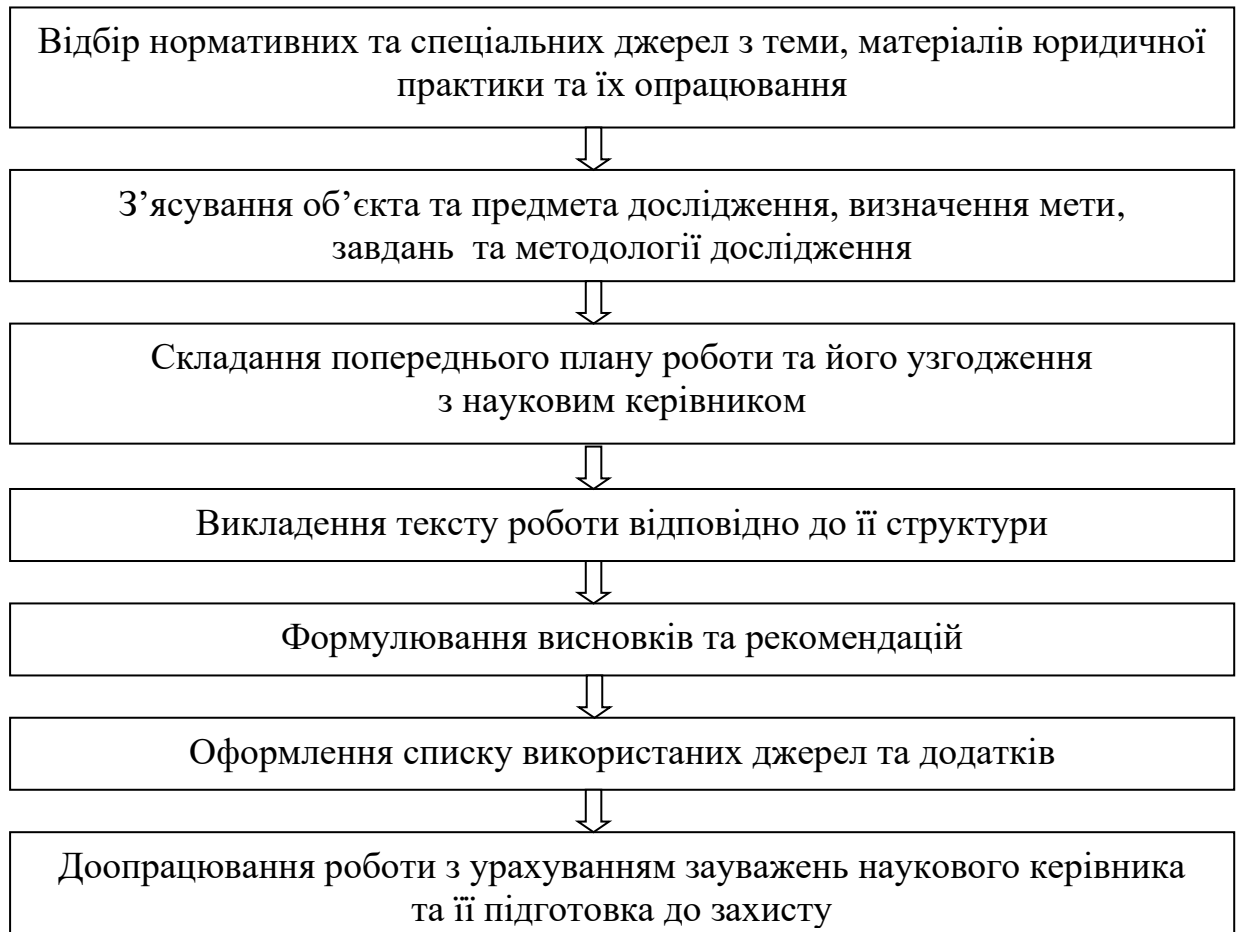 Відбір нормативних та спеціальних джерел з теми, матеріалів юридичної
практики та їх опрацювання
З’ясування об’єкта та предмета дослідження, визначення мети,
завдань та методології дослідження
Складання попереднього плану роботи та його узгодження
з науковим керівником
Викладення тексту роботи відповідно до її структури
Формулювання висновків та рекомендацій
Оформлення списку використаних джерел та додатків
Доопрацювання роботи з урахуванням зауважень наукового керівника
та її підготовка до захисту